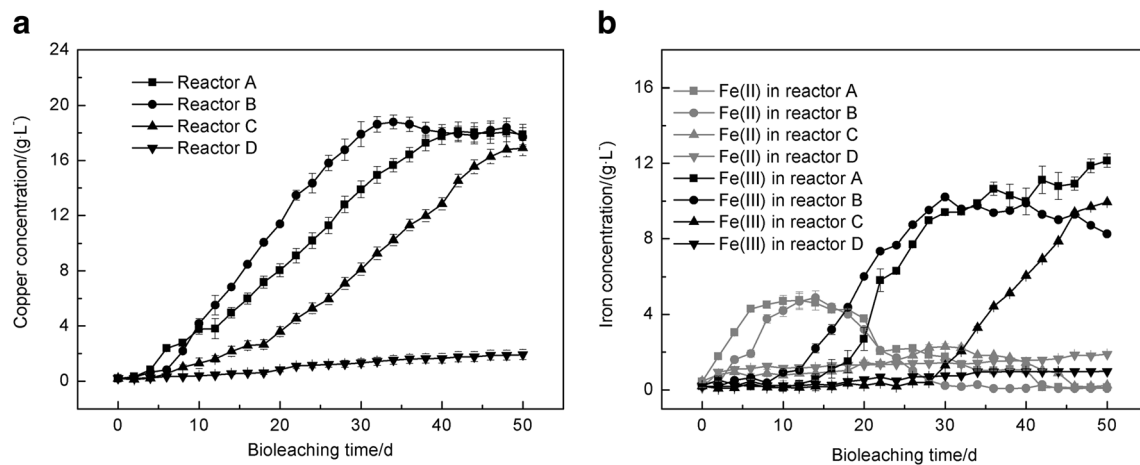 a
Copper concentration/(g·L⁻)
24
20
16
12
8
4
0
Reactor A
Reactor B
Reactor C
Reactor D
0 10 20 30 40 50
Bioleaching time/d
b
Iron concentration/(g·L⁻)
16
12
8
4
0
Fe(II) in reactor A
Fe(II) in reactor B
Fe(II) in reactor C
Fe(II) in reactor D
Fe(III) in reactor A
Fe(III) in reactor B
Fe(III) in reactor C
Fe(III) in reactor D
0 10 20 30 40 50
Bioleaching time/d